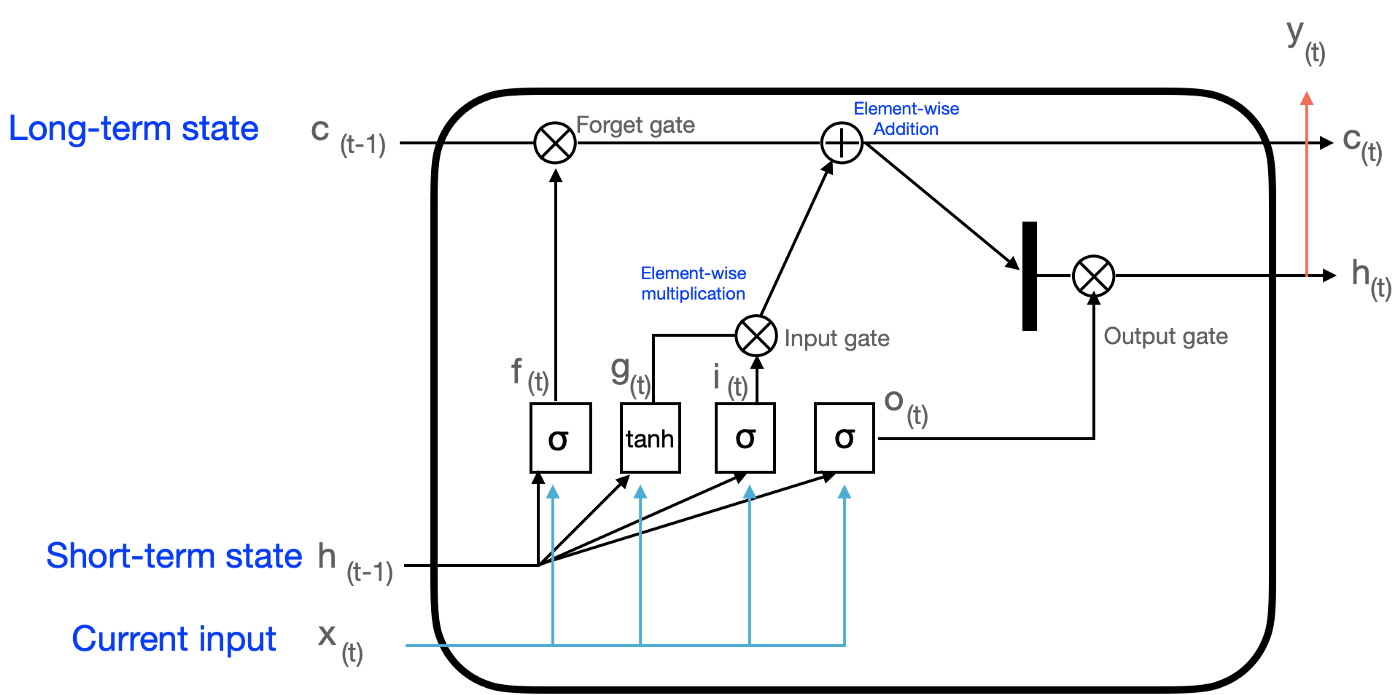 y(t)
Long-term state c (t-1)
Forget gate
Element-wise
Addition
c(t)
Element-wise
multiplication
Input gate
h(t)
Output gate
f (t)
g(t)
i (t)
o(t)
σ
tanh
σ
σ
Short-term state h (t-1)
Current input x (t)